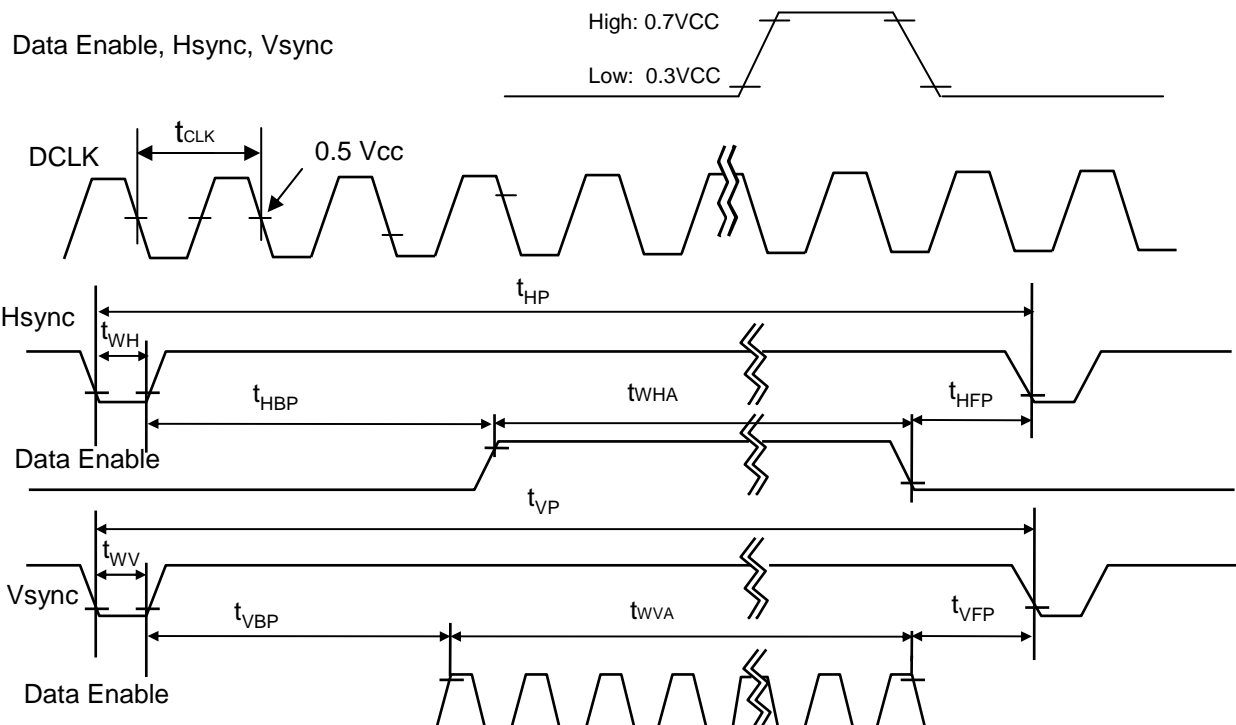 High: 0.7VCC
Data Enable, Hsync, Vsync
Low: 0.3VCC
tCLK
DCLK
0.5 Vcc
tHP
Hsync
tWH
tHBP
tWHA
tHFP
Data Enable
tVP
tWV
Vsync
tVBP
tWVA
tVFP
Data Enable